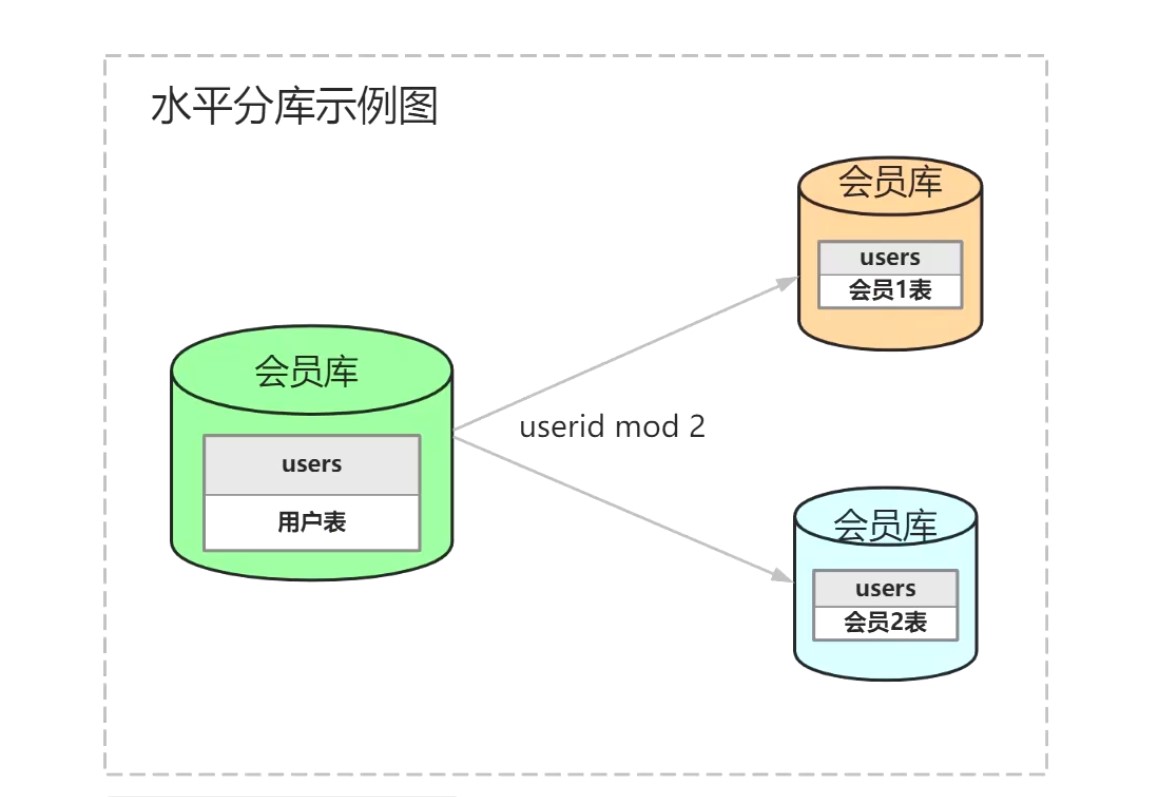 水平分库示例图
会员库
users
会员1表
会员库
users
用户表
userid mod 2
会员库
users
会员2表